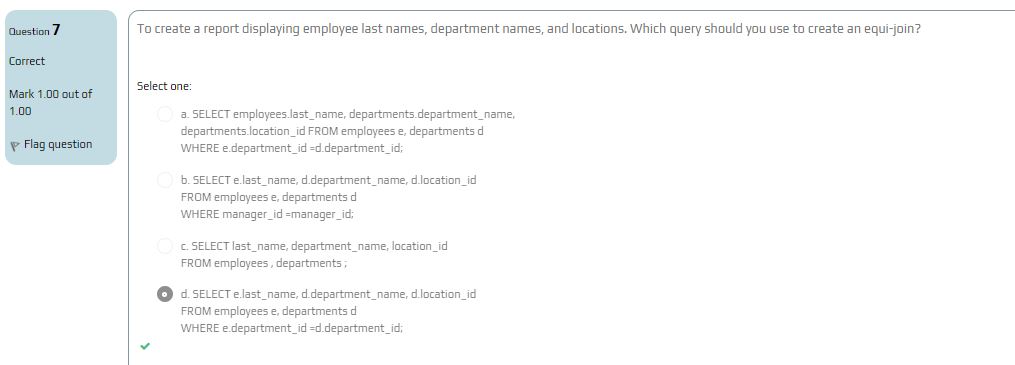 Question 7
Correct
Mark 1.00 out of
1.00
Flag question
To create a report displaying employee last names, department names, and locations. Which query should you use to create an equi-join?
Select one:
a. SELECT employees.last_name, departments.department_name,
departments.location_id FROM employees e, departments d
WHERE e.department_id =d.department_id;
b. SELECT e.last_name, d.department_name, d.location_id
FROM employees e, departments d
WHERE manager_id =manager_id;
c. SELECT last_name, department_name, location_id
FROM employees , departments ;
d. SELECT e.last_name, d.department_name, d.location_id
FROM employees e, departments d
WHERE e.department_id =d.department_id;